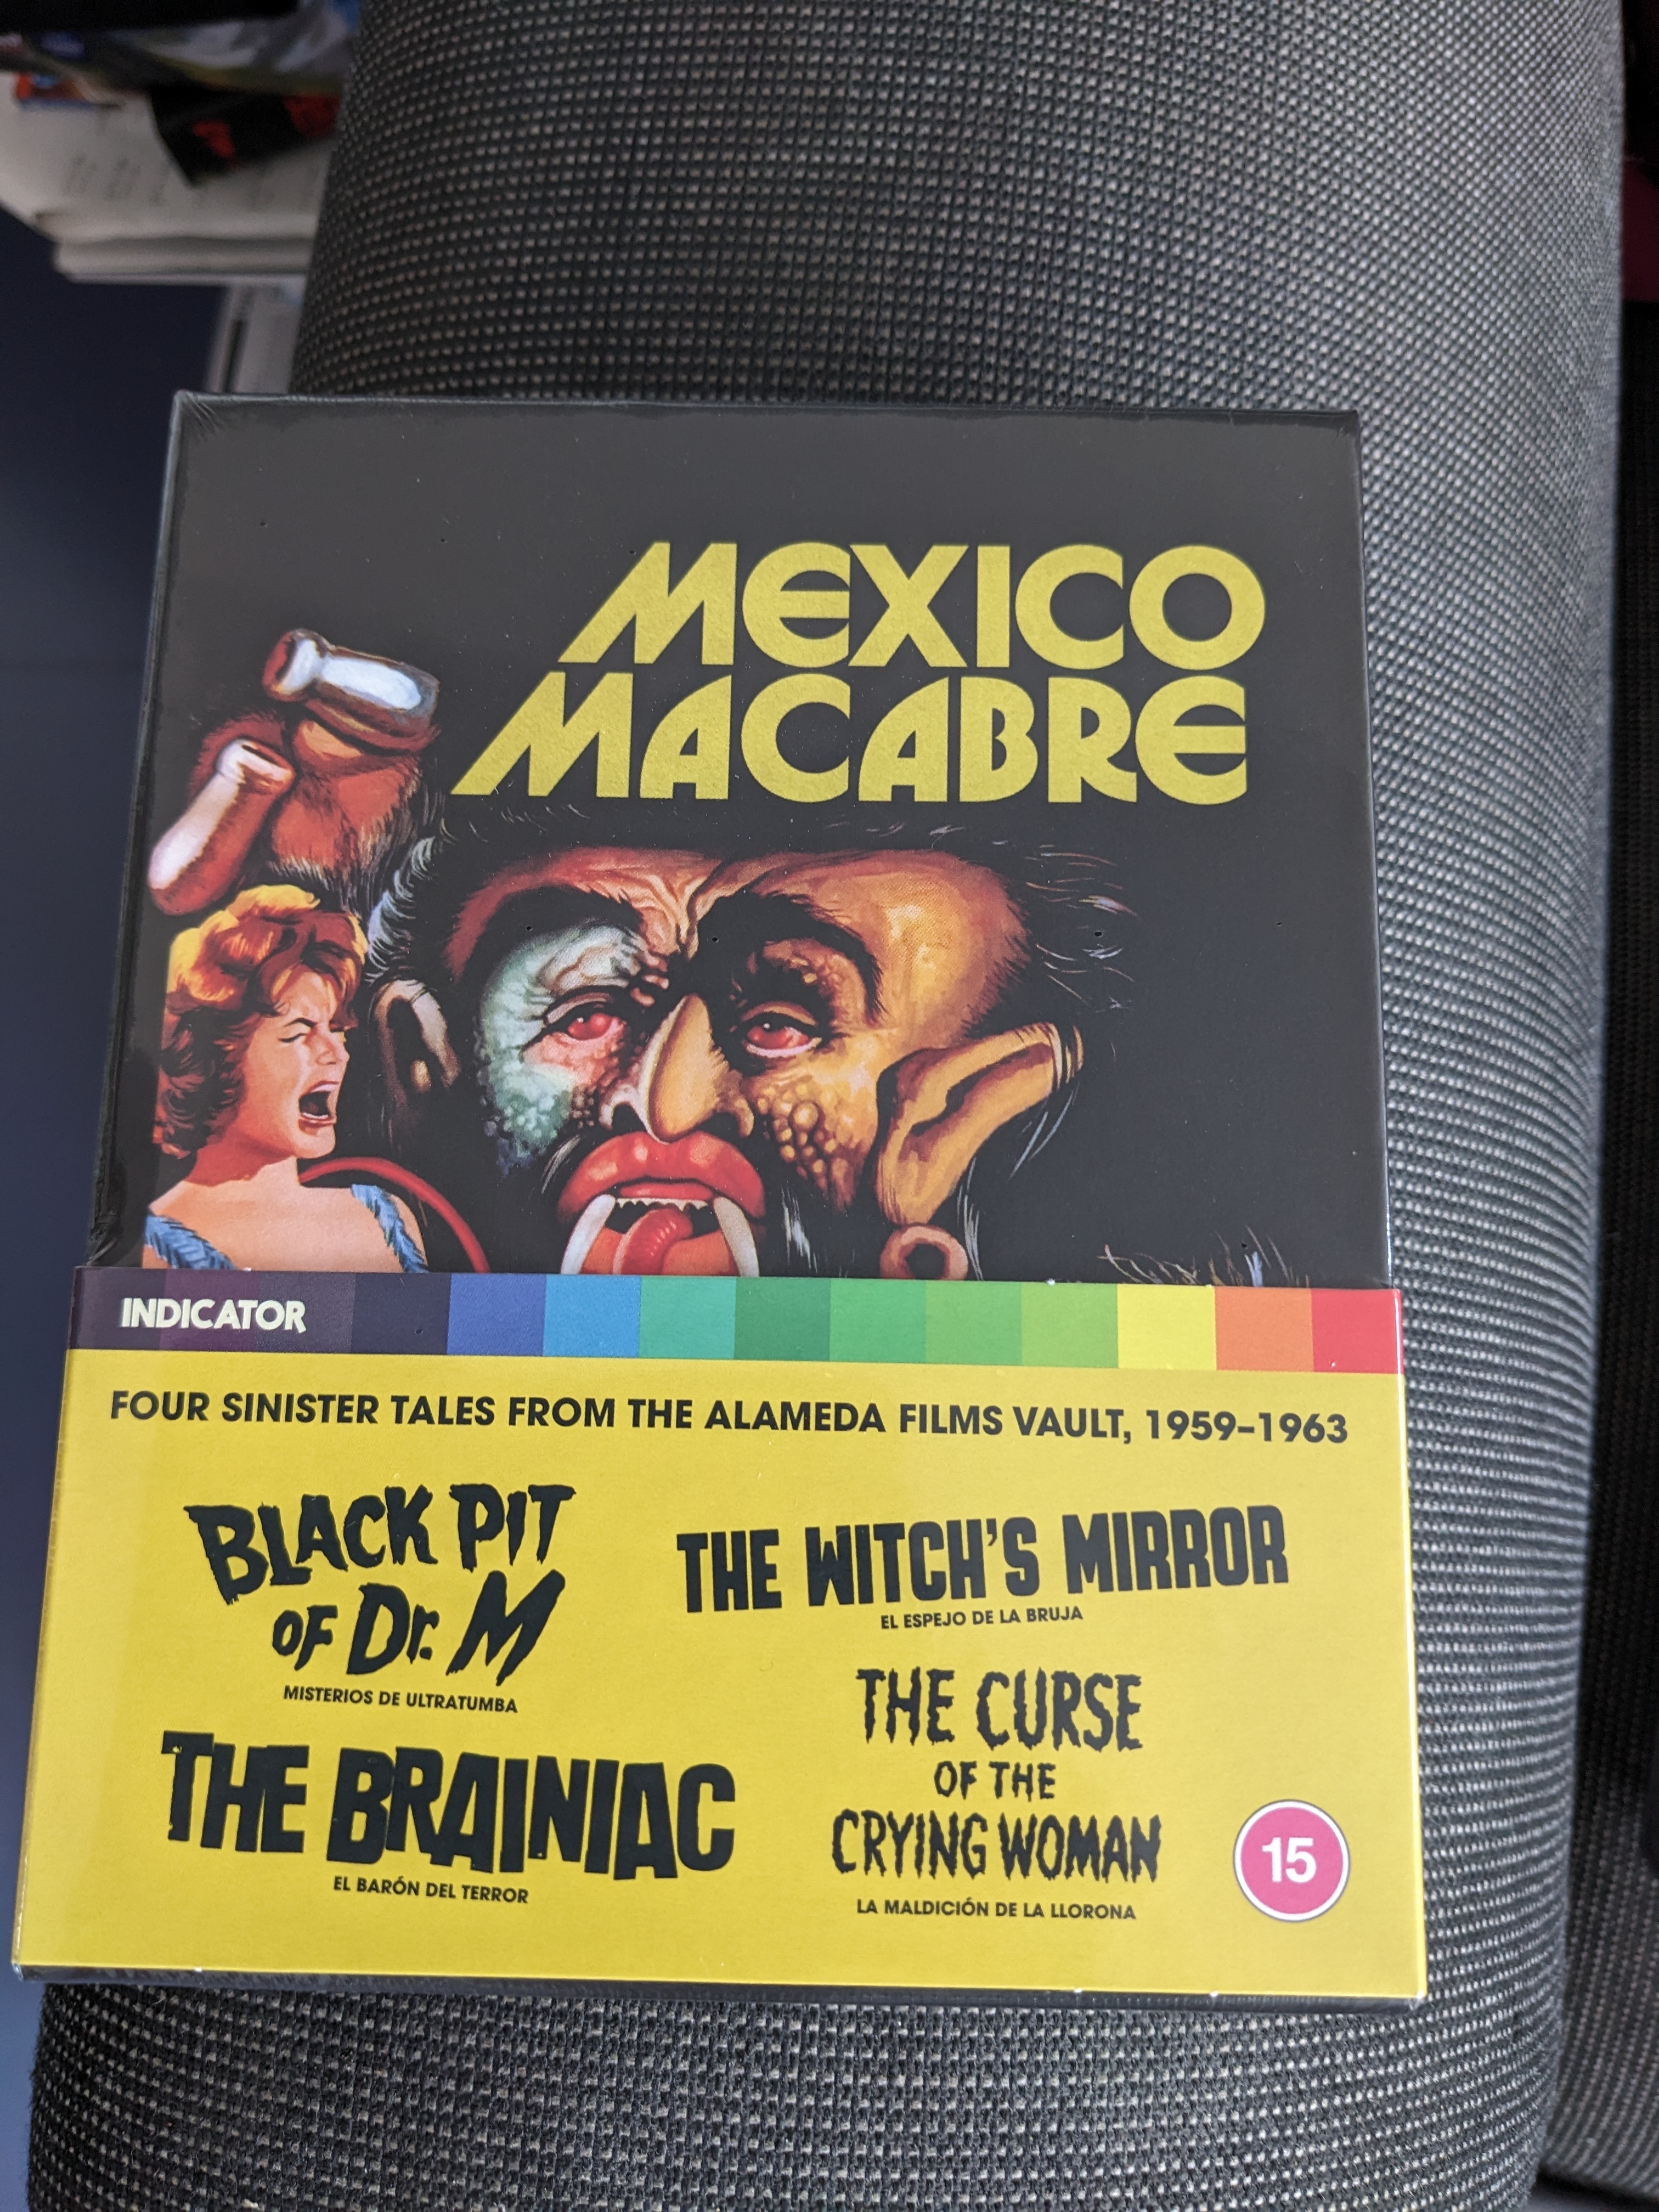 MEXICO
MACABRE
INDICATOR
FOUR SINISTER TALES FROM THE ALAMEDA FILMS VAULT, 1959–1963
BLACK PIT
OF Dr. M
MISTERIOS DE ULTRATUMBA
THE WITCH'S MIRROR
EL ESPEJO DE LA BRUJA
THE BRAINIAC
EL BARÓN DEL TERROR
THE CURSE
OF THE
CRYING WOMAN
LA MALDICIÓN DE LA LLORONA
15